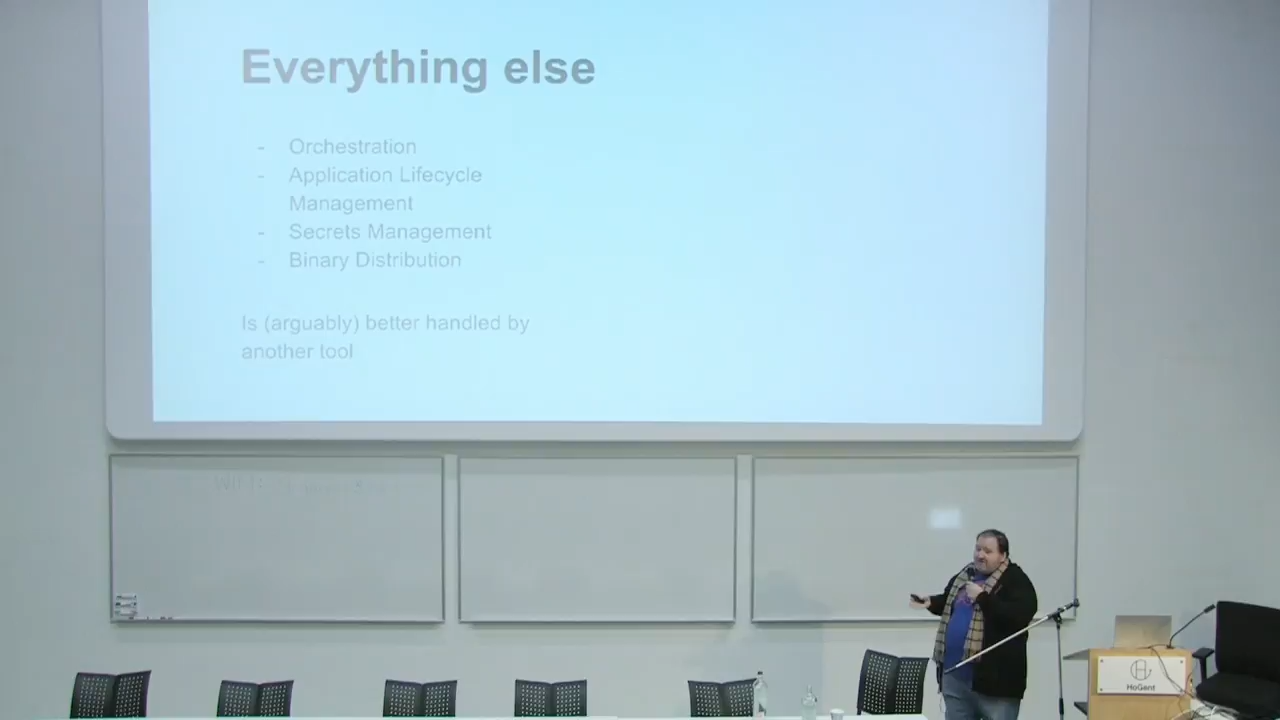 Everything else
- Orchestration
- Application Lifecycle
Management
- Secrets Management
- Binary Distribution
Is (arguably) better handled by
another tool
HoGent